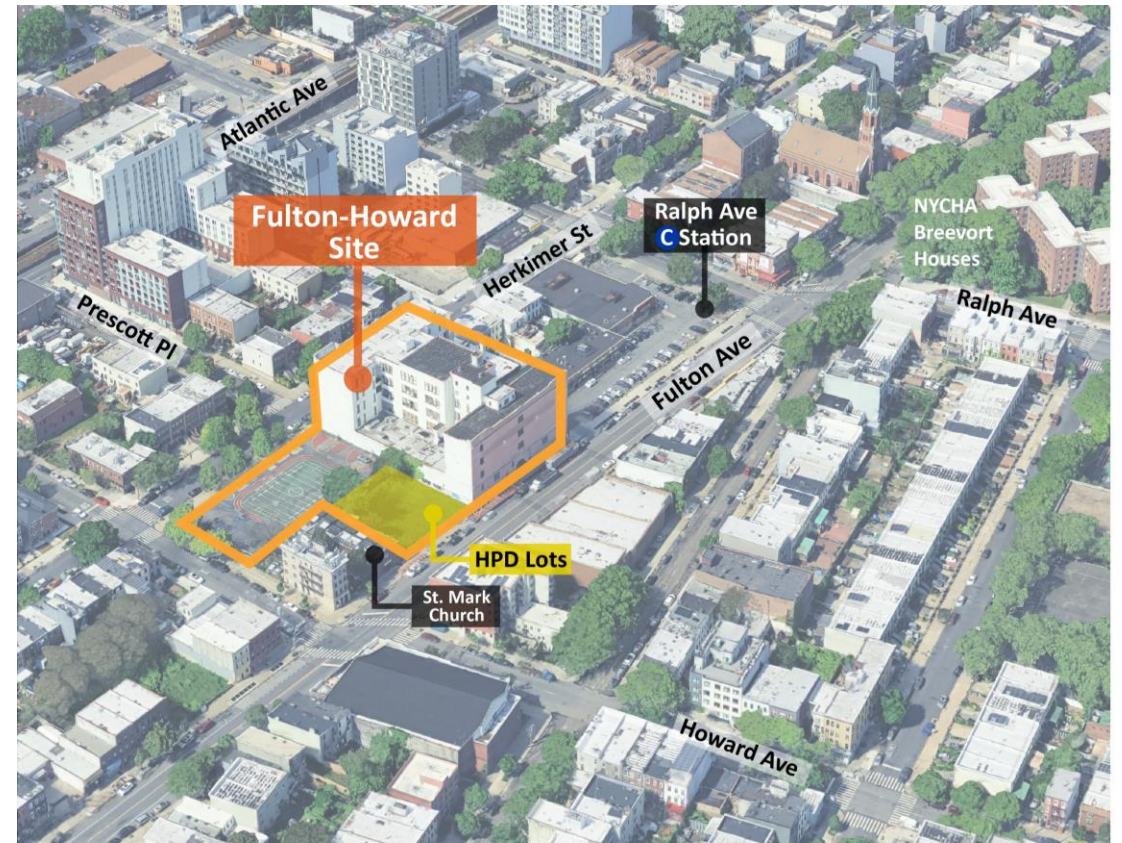 Atlantic Ave
Fulton-Howard
Site
Herkimer St
Ralph Ave
C Station
NYCHA
Breevort
Houses
Ralph Ave
Prescott Pl
Fulton Ave
HPD Lots
St. Mark
Church
Howard Ave